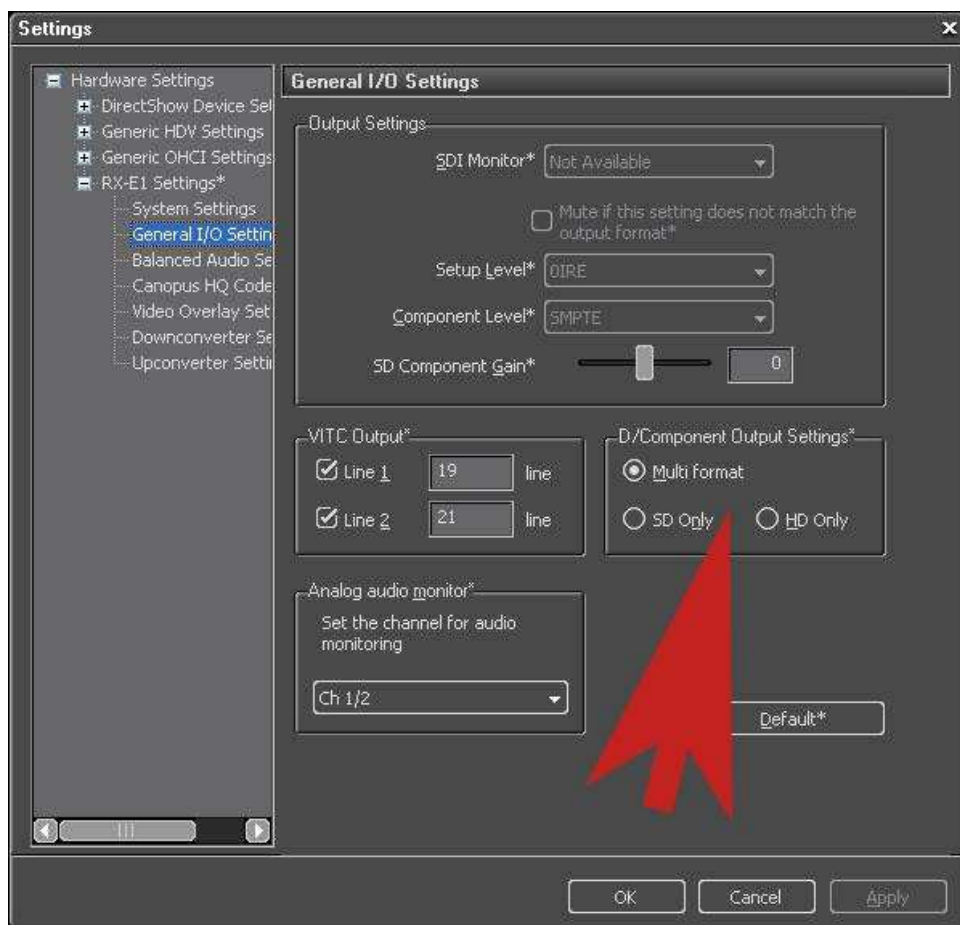 Settings
Hardware Settings
DirectShow Device Set
Generic HDV Settings
Generic OHCI Settings
RX-E1 Settings*
System Settings
General I/O Settin
Balanced Audio Se
Canopus HQ Code
Video Overlay Set
Downconverter Se
Upconverter Settin
General I/O Settings
Output Settings
SDI Monitor* Not Available
Mute if this setting does not match the
output format*
Setup Level* 0IRE
Component Level* SMPTE
SD Component Gain* 0
VITC Output*
Line 1 19 line
Line 2 21 line
D/Component Output Settings*
Multi format
SD Only HD Only
Analog audio monitor*
Set the channel for audio
monitoring
Ch 1/2
Default*
OK Cancel Apply